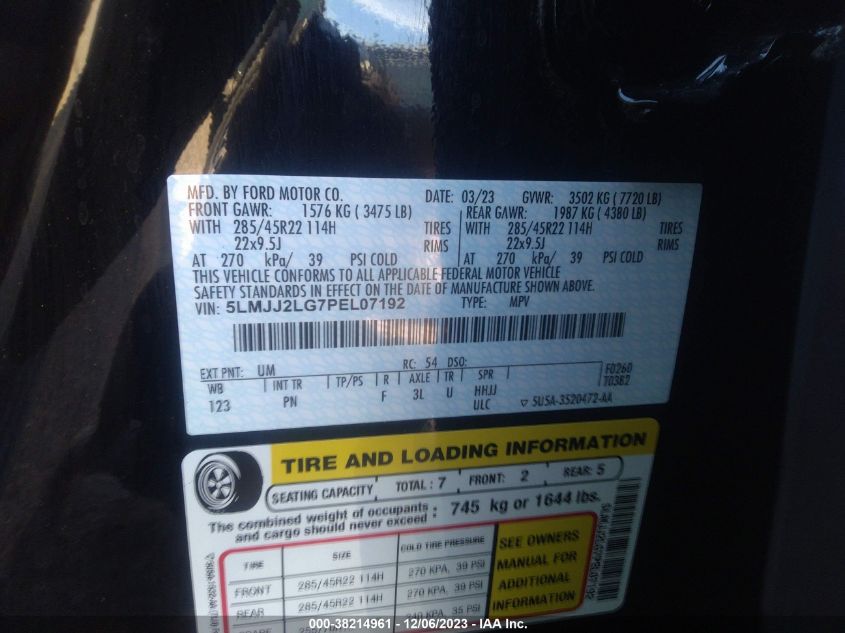 MFD. BY FORD MOTOR CO. DATE: 03/23 GVWR: 3502 KG ( 7720 LB)
FRONT GAWR: 1576 KG ( 3475 LB) REAR GAWR: 1987 KG ( 4380 LB)
WITH 285/45R22 114H TIRES WITH 285/45R22 114H TIRES
22x9.5J RIMS 22x9.5J RIMS
AT 270 kPa/ 39 PSI COLD AT 270 kPa/ 39 PSI COLD
THIS VEHICLE CONFORMS TO ALL APPLICABLE FEDERAL MOTOR VEHICLE
SAFETY STANDARDS IN EFFECT ON THE DATE OF MANUFACTURE SHOWN ABOVE.
VIN: 5LMJJ2LG7PEL07192 TYPE: MPV
EXT PNT: UM RC: 54 DSO: F0260
WB INT TR TP/PS R AXLE TR SPR T0382
123 PN F 3L U HHJJ
ULC ▽ 5U5A-3520472-AA
TIRE AND LOADING INFORMATION
SEATING CAPACITY TOTAL : 7 FRONT: 2 REAR: 5
The combined weight of occupants
and cargo should never exceed : 745 kg or 1644 lbs.
TIRE SIZE COLD TIRE PRESSURE
FRONT 285/45R22 114H 270 KPA, 39 PSI
REAR 285/45R22 114H 270 KPA, 39 PSI
240 KPA, 35 PSI
SEE OWNERS
MANUAL FOR
ADDITIONAL
INFORMATION
5LMJJ2LG7PEL07192
000-38214961 - 12/06/2023 - IAA Inc.